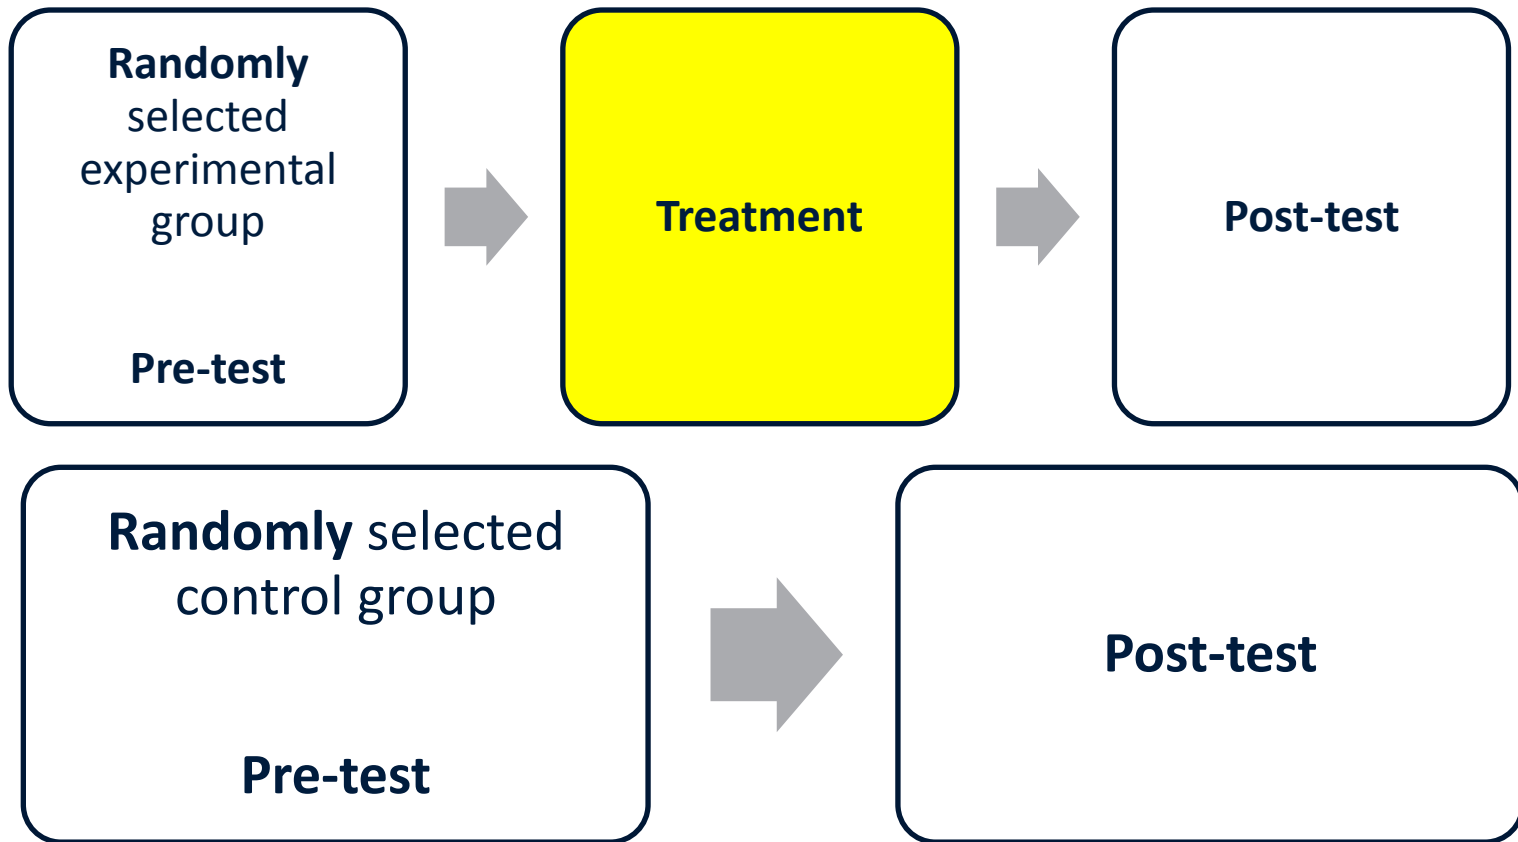 Randomly
selected
experimental
group
Pre-test
Treatment
Post-test
Randomly selected
control group
Pre-test
Post-test